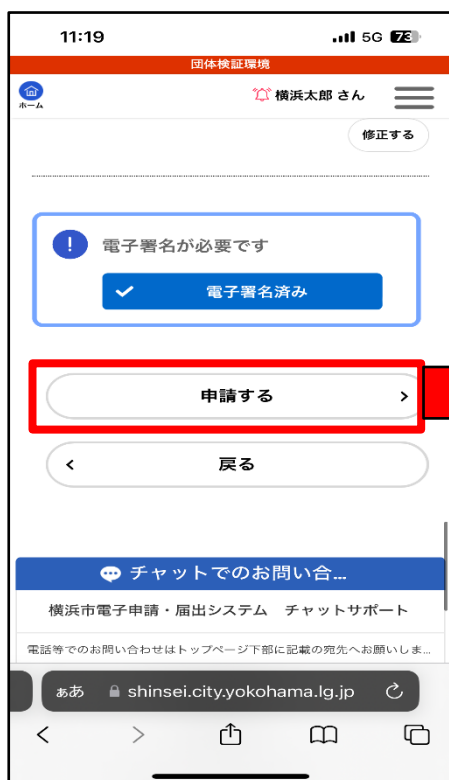 11:19
5G 73
団体検証環境
ホーム
横浜太郎 さん
修正する
! 電子署名が必要です
電子署名済み
申請する
戻る
チャットでのお問い合...
横浜市電子申請・届出システム チャットサポート
電話等でのお問い合わせはトップページ下部に記載の宛先へお願いしま...
ぁあ shinsei.city.yokohama.lg.jp